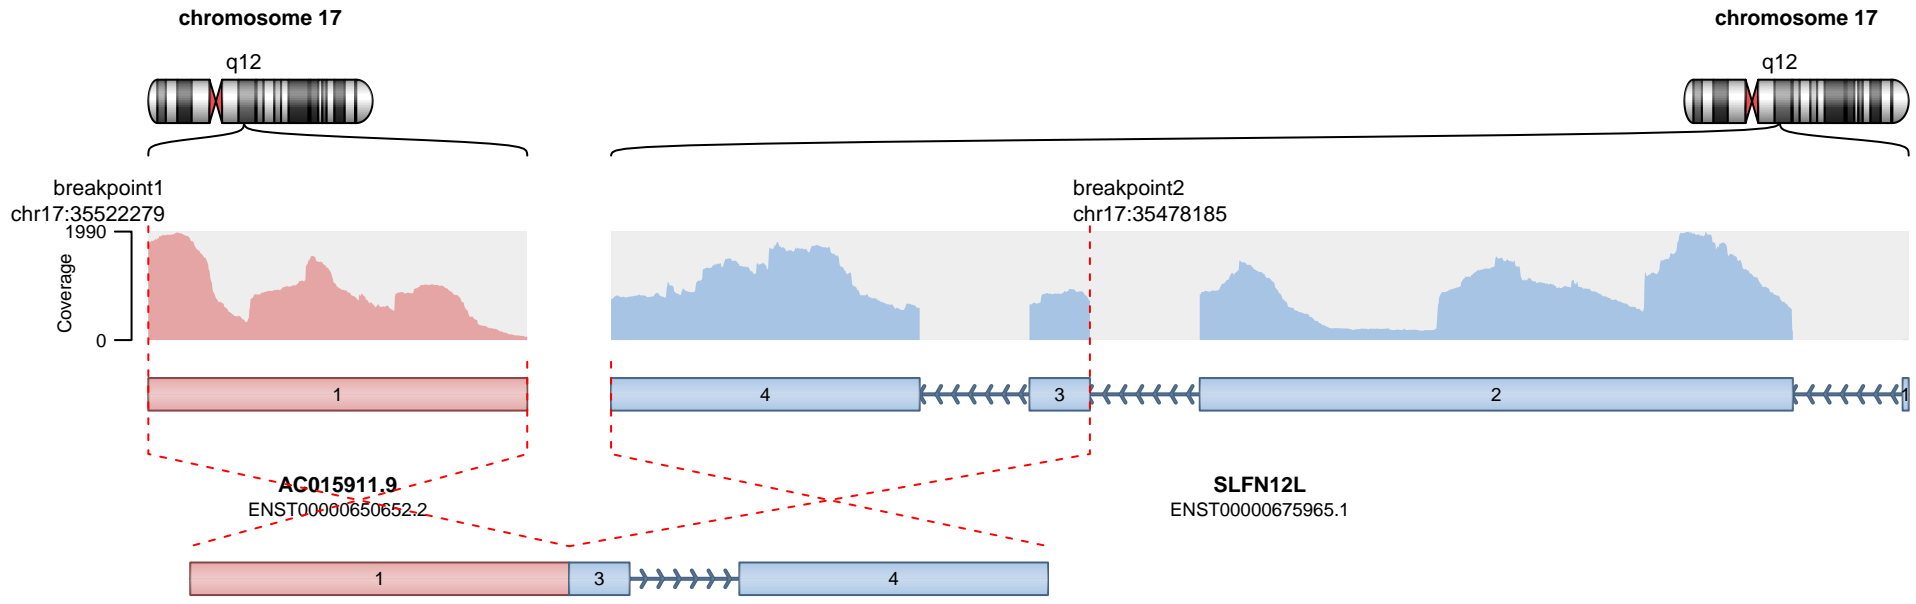 chromosome 17
chromosome 17
q12
q12
breakpoint1
chr17:35522279
breakpoint2
chr17:35478185
1990
Coverage
0
1
4
3
2
1
AC015911.9
ENST00000650652.2
SLFN12L
ENST00000675965.1
1
3
4